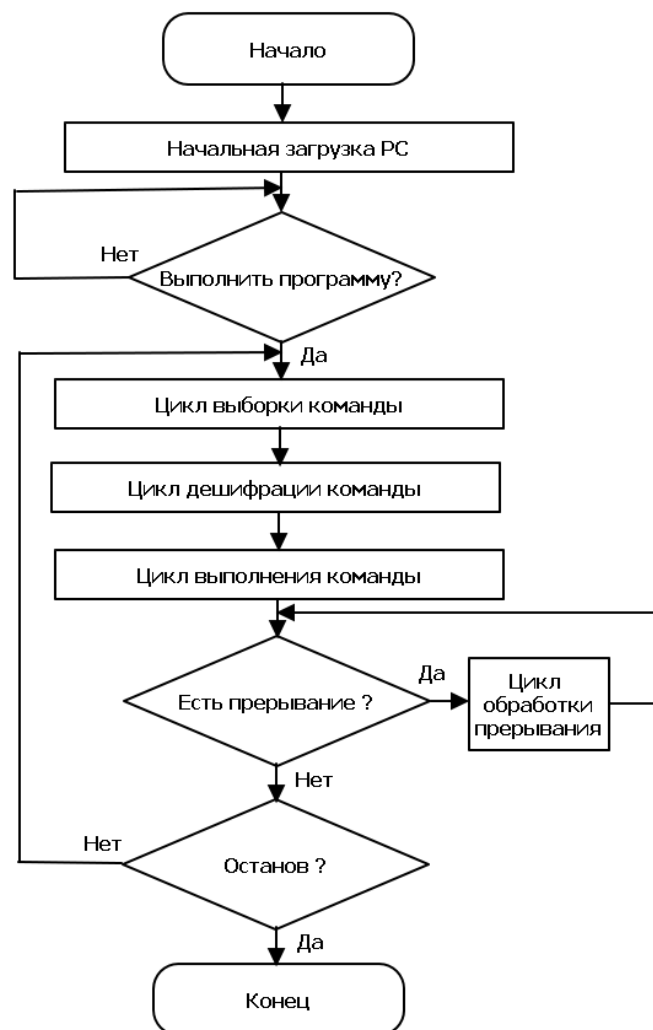 Начало
Начальная загрузка PC
Нет
Выполнить программу?
Да
Цикл выборки команды
Цикл дешифрации команды
Цикл выполнения команды
Есть прерывание ?
Да
Цикл
обработки
прерывания
Нет
Нет
Останов ?
Да
Конец